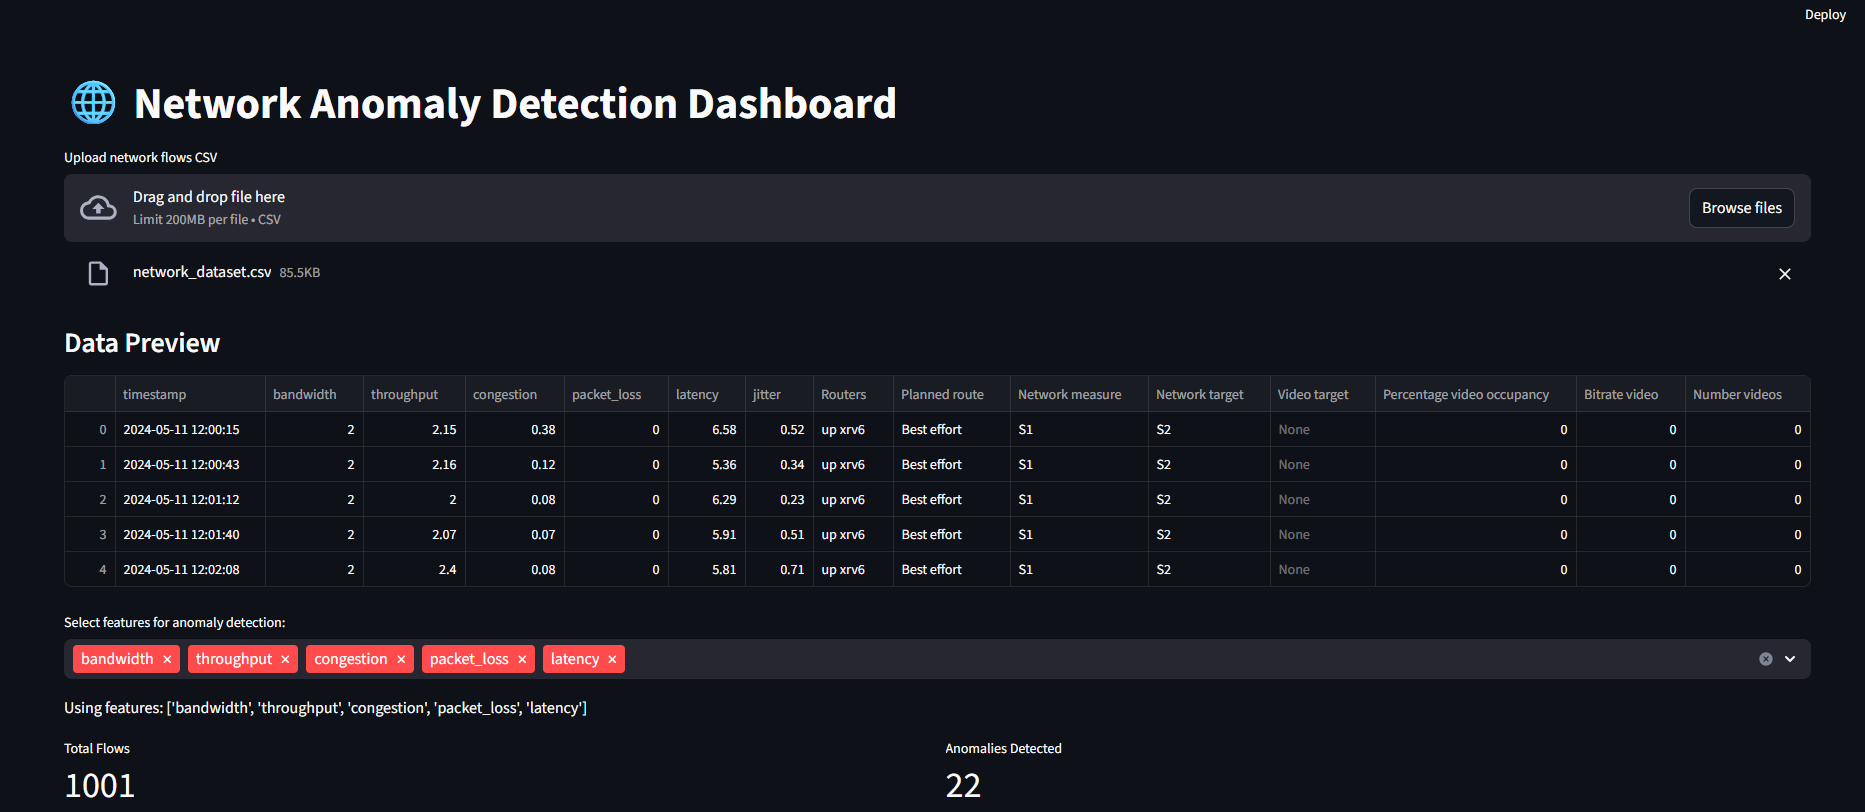 Deploy
Network Anomaly Detection Dashboard
Upload network flows CSV
Drag and drop file here
Limit 200MB per file • CSV
Browse files
network_dataset.csv 85.5KB
Data Preview
timestamp bandwidth throughput congestion packet_loss latency jitter Routers Planned route Network measure Network target Video target Percentage video occupancy Bitrate video Number videos
0 2024-05-11 12:00:15 2 2.15 0.38 0 6.58 0.52 up xrv6 Best effort S1 S2 None 0 0 0
1 2024-05-11 12:00:43 2 2.16 0.12 0 5.36 0.34 up xrv6 Best effort S1 S2 None 0 0 0
2 2024-05-11 12:01:12 2 2 0.08 0 6.29 0.23 up xrv6 Best effort S1 S2 None 0 0 0
3 2024-05-11 12:01:40 2 2.07 0.07 0 5.91 0.51 up xrv6 Best effort S1 S2 None 0 0 0
4 2024-05-11 12:02:08 2 2.4 0.08 0 5.81 0.71 up xrv6 Best effort S1 S2 None 0 0 0
Select features for anomaly detection:
bandwidth × throughput × congestion × packet_loss × latency ×
Using features: ['bandwidth', 'throughput', 'congestion', 'packet_loss', 'latency']
Total Flows
1001
Anomalies Detected
22